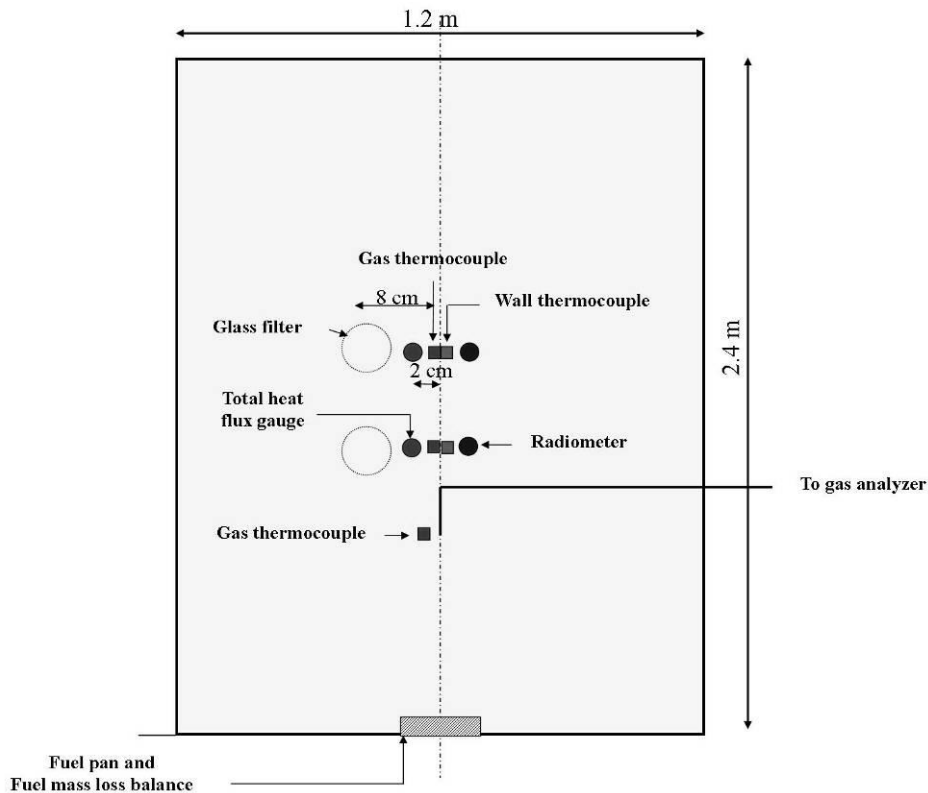 1.2 m
Gas thermocouple
8 cm
Wall thermocouple
Glass filter
2 cm
2.4 m
Total heat
flux gauge
Radiometer
To gas analyzer
Gas thermocouple
Fuel pan and
Fuel mass loss balance